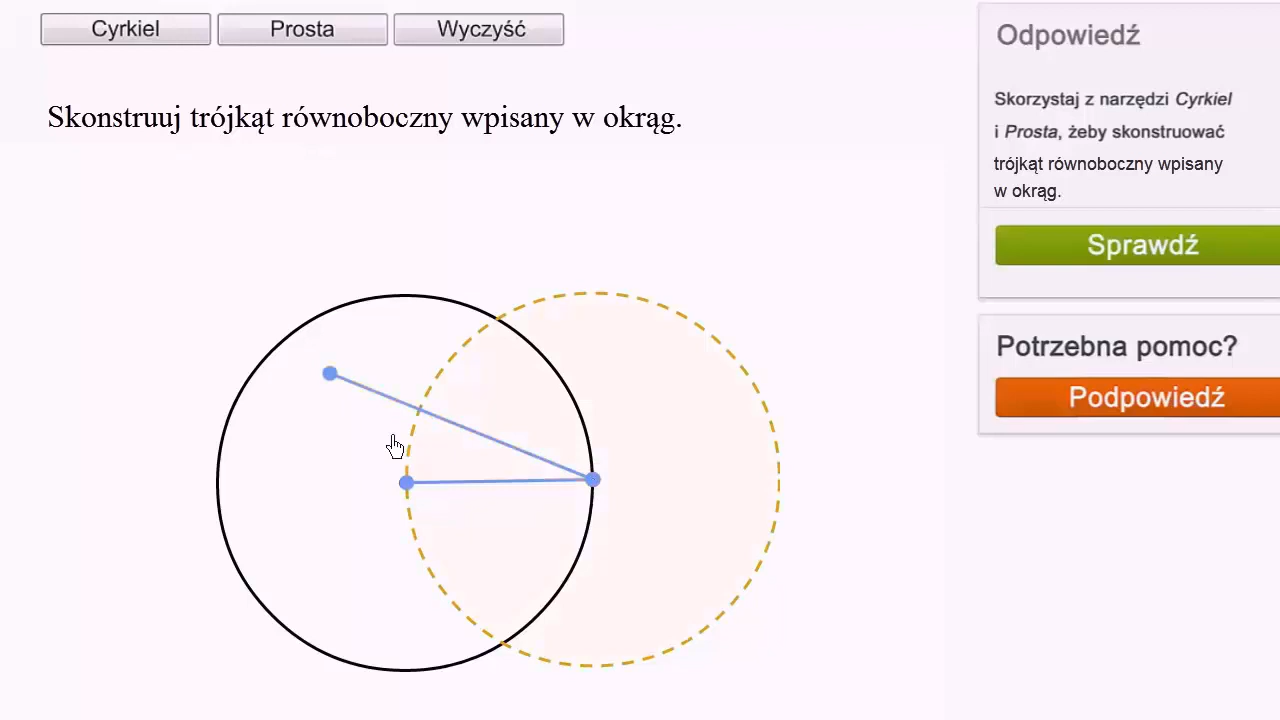 Cyrkiel Prosta Wyczyść
Skonstruuj trójkąt równoboczny wpisany w okrąg.
Odpowiedź
Skorzystaj z narzędzi Cyrkiel
i Prosta, żeby skonstruować
trójkąt równoboczny wpisany
w okrąg.
Sprawdź
Potrzebna pomoc?
Podpowiedź